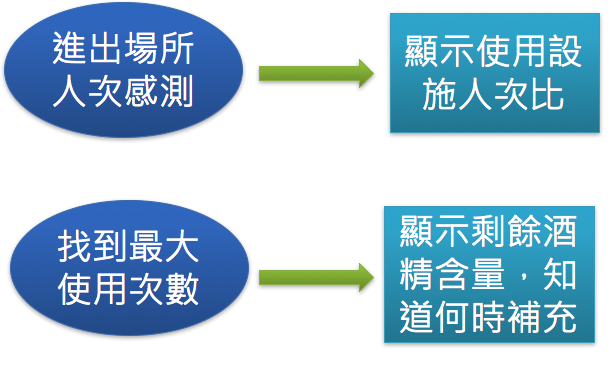 進出場所
人次感測
顯示使用設
施人次比
找到最大
使用次數
顯示剩餘酒
精含量，知
道何時補充